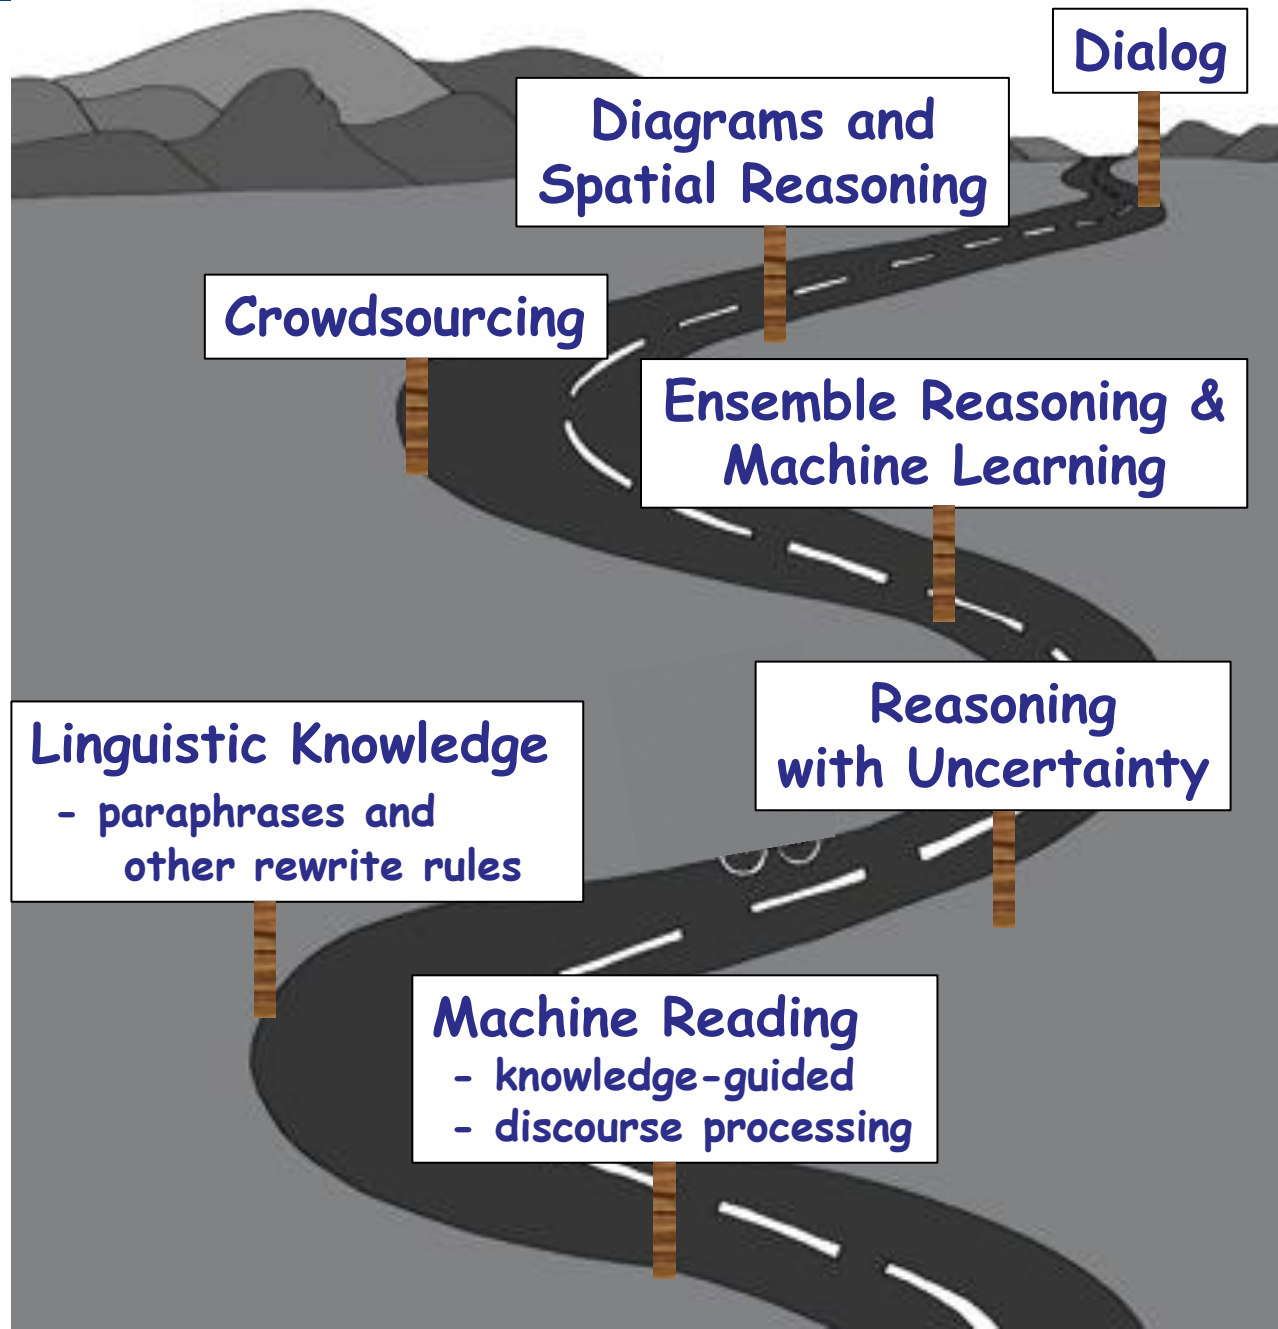 Dialog
Diagrams and
Spatial Reasoning
Crowdsourcing
Ensemble Reasoning &
Machine Learning
Reasoning
with Uncertainty
Linguistic Knowledge
- paraphrases and
other rewrite rules
Machine Reading
- knowledge-guided
- discourse processing